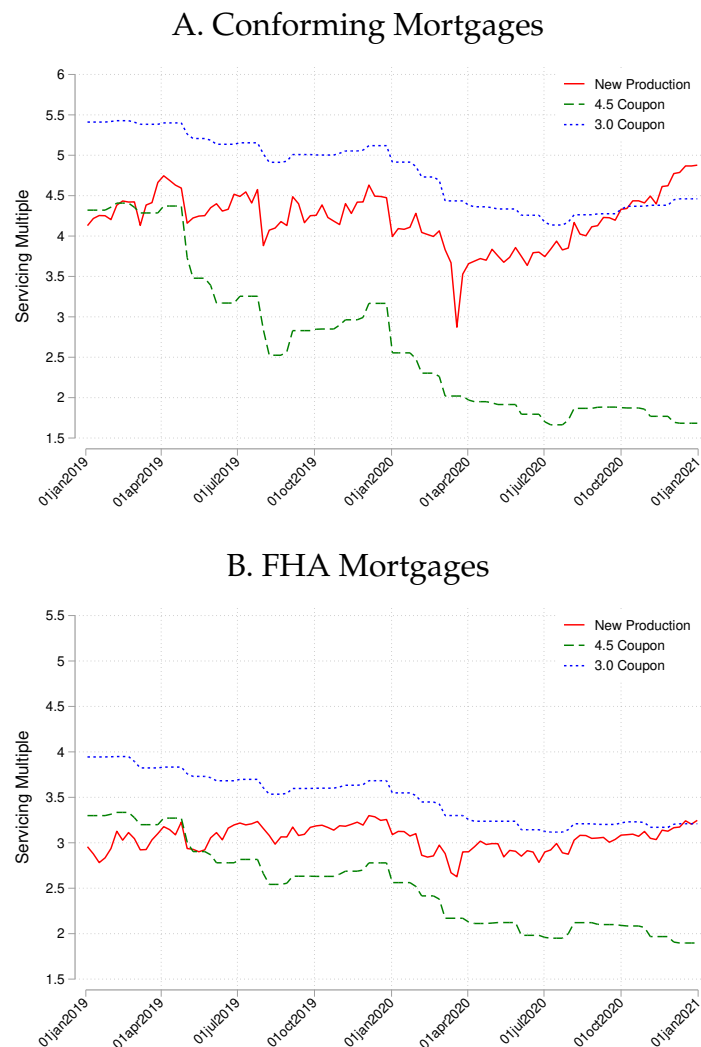 A. Conforming Mortgages
6
5.5
5
4.5
4
3.5
3
2.5
2
1.5
Servicing Multiple
New Production
4.5 Coupon
3.0 Coupon
01jan2019
01apr2019
01jul2019
01oct2019
01jan2020
01apr2020
01jul2020
01oct2020
01jan2021
B. FHA Mortgages
5.5
5
4.5
4
3.5
3
2.5
2
1.5
Servicing Multiple
New Production
4.5 Coupon
3.0 Coupon
01jan2019
01apr2019
01jul2019
01oct2019
01jan2020
01apr2020
01jul2020
01oct2020
01jan2021